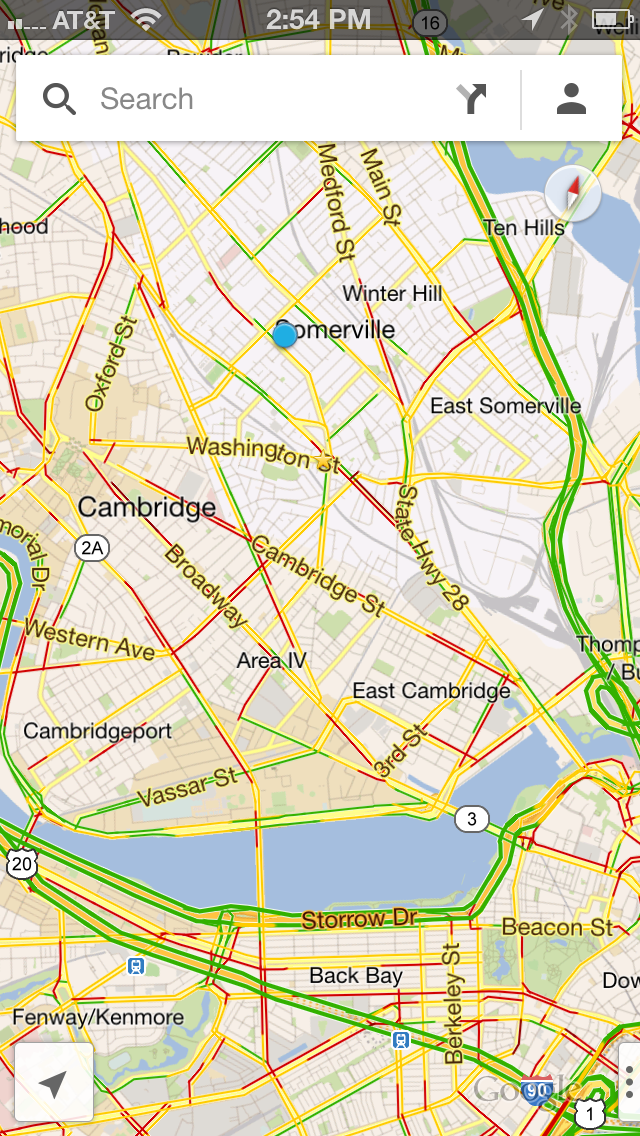 AT&T
2:54 PM
16
Search
Medford St
Main St
Ten Hills
hood
Winter Hill
Somerville
Oxford St
East Somerville
Washington St
Cambridge
State Hwy 28
2A
morial Dr
Cambridge St
Broadway
Western Ave
Area IV
Thomp
/ Bu
East Cambridge
Cambridgeport
3rd St
Vassar St
3
20
Storrow Dr
Beacon St
Back Bay
Berkeley St
Dow
Fenway/Kenmore
Google
90
1